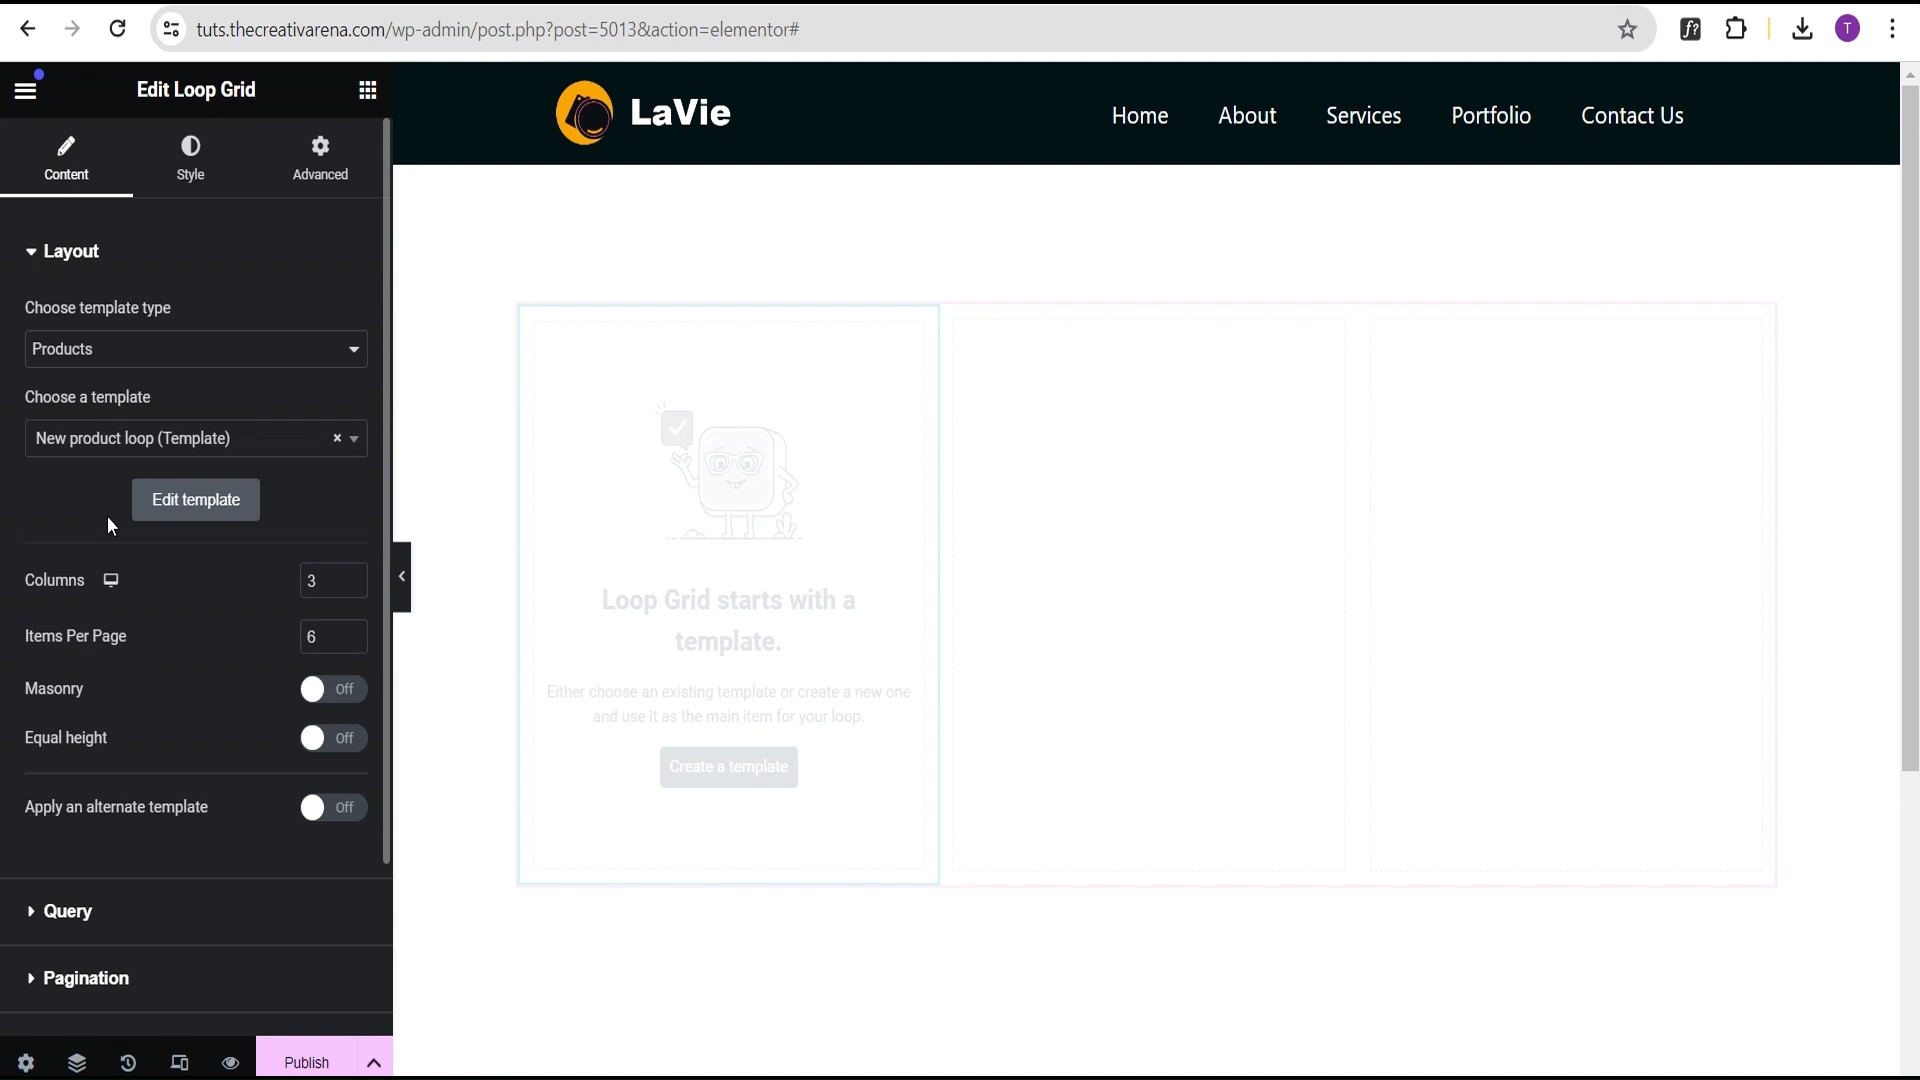 tuts.thecreativarena.com/wp-admin/post.php?post=5013&action=elementor#
f?
T
Edit Loop Grid
Content
Style
Advanced
LaVie
Home
About
Services
Portfolio
Contact Us
Layout
Choose template type
Products
Choose a template
New product loop (Template)
×
Edit template
Columns
3
Items Per Page
6
Masonry
Off
Equal height
Off
Apply an alternate template
Off
Query
Pagination
Publish
Loop Grid starts with a
template.
Either choose an existing template or create a new one
and use it as the main item for your loop.
Create a template